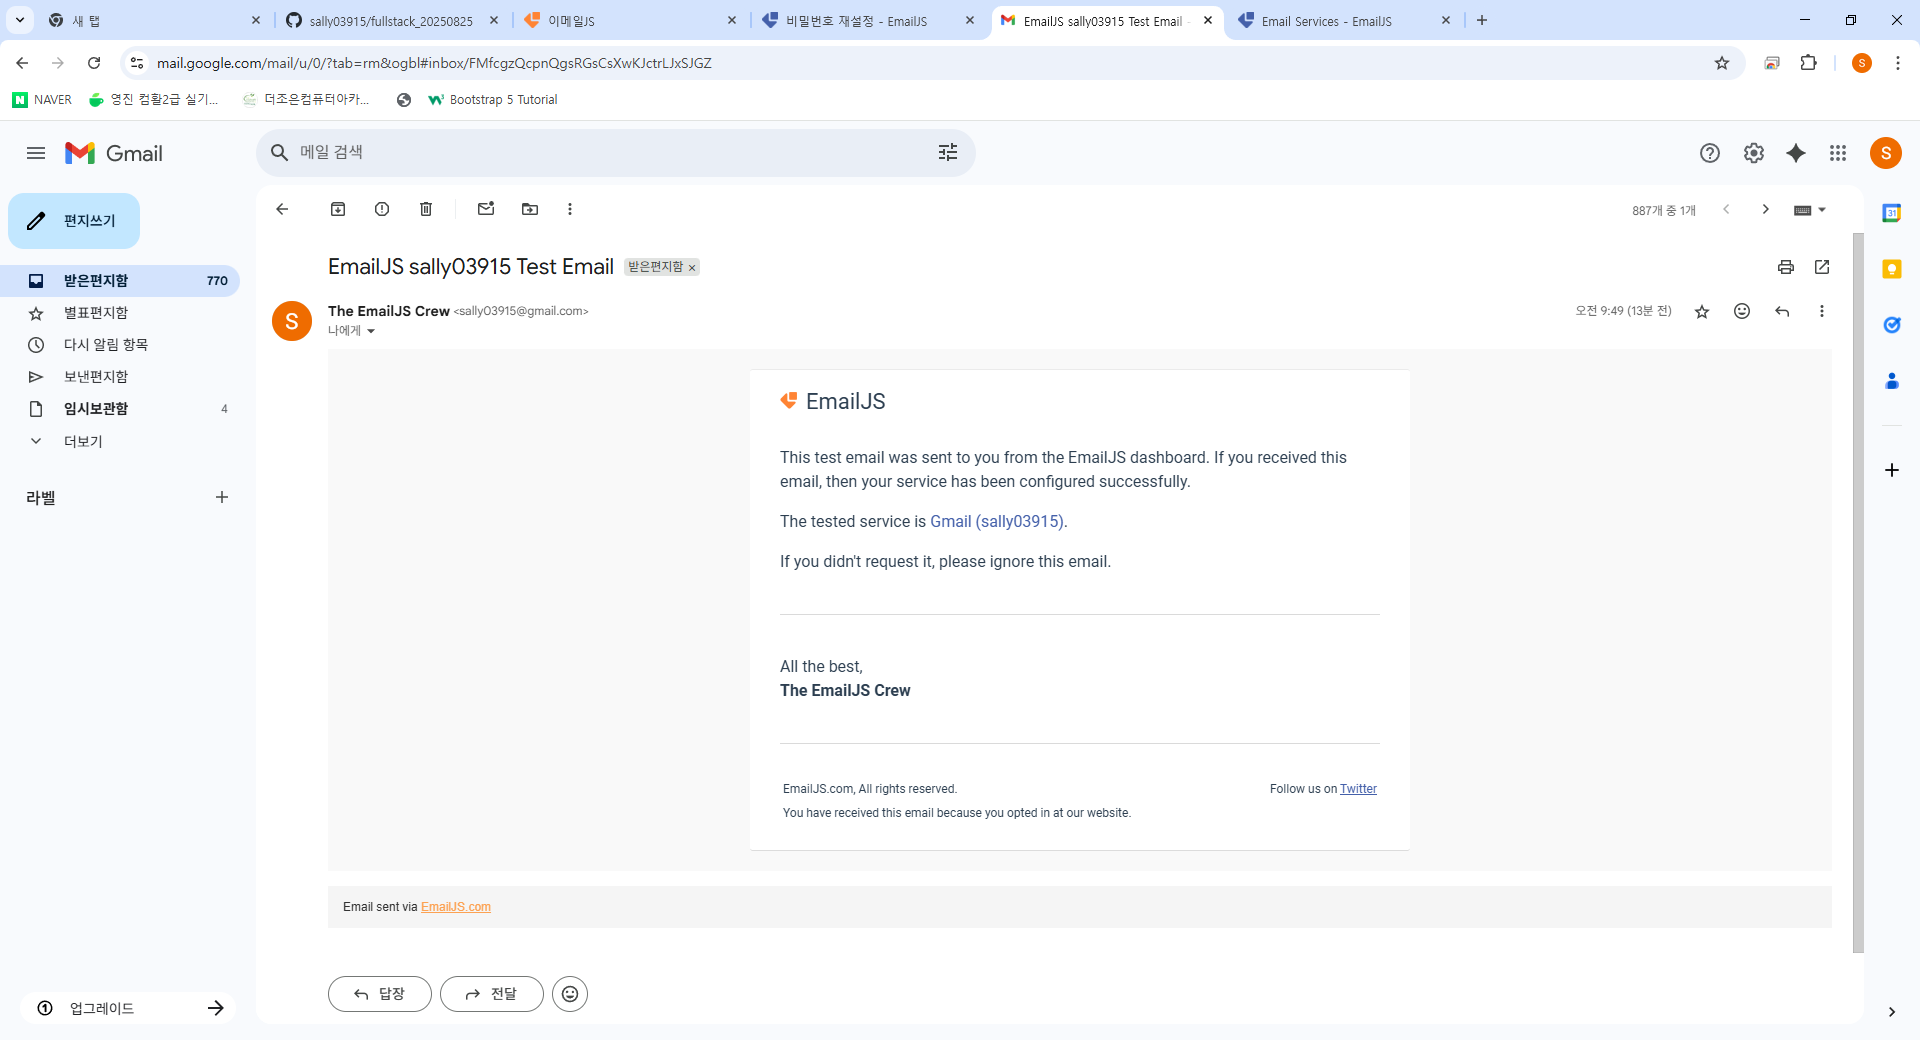 새 탭
sally03915/fullstack_20250825
이메일JS
비밀번호 재설정 - EmailJS
EmailJS sally03915 Test Email -
Email Services - EmailJS
mail.google.com/mail/u/0/?tab=rm&ogbl#inbox/FMfcgzQcpnQgsRGsCsXwKJctrLJxSJGZ
S
NAVER
영진 컴활2급 실기...
더조은컴퓨터아카...
Bootstrap 5 Tutorial
Gmail
메일 검색
S
편지쓰기
887개 중 1개
31
EmailJS sally03915 Test Email
받은편지함
받은편지함 770
별표편지함
다시 알림 항목
보낸편지함
임시보관함 4
더보기
라벨
S
The EmailJS Crew <sally03915@gmail.com>
오전 9:49 (13분 전)
나에게
EmailJS
This test email was sent to you from the EmailJS dashboard. If you received this
email, then your service has been configured successfully.
The tested service is Gmail (sally03915).
If you didn't request it, please ignore this email.
All the best,
The EmailJS Crew
EmailJS.com, All rights reserved.
Follow us on Twitter
You have received this email because you opted in at our website.
Email sent via EmailJS.com
답장
전달
업그레이드